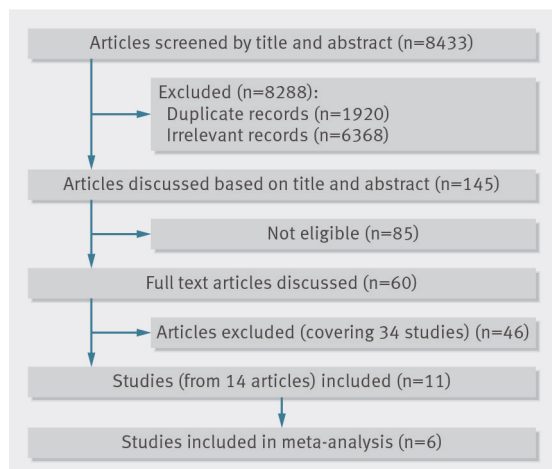 Articles screened by title and abstract (n=8433)
Excluded (n=8288):
Duplicate records (n=1920)
Irrelevant records (n=6368)
Articles discussed based on title and abstract (n=145)
Not eligible (n=85)
Full text articles discussed (n=60)
Articles excluded (covering 34 studies) (n=46)
Studies (from 14 articles) included (n=11)
Studies included in meta-analysis (n=6)